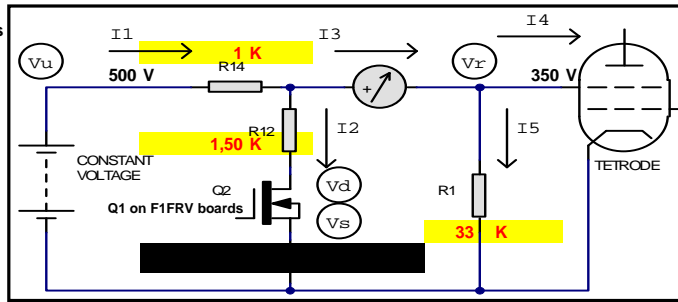 s
I1
I3
I4
Vu
1 K
Vr
500 V
R14
+
350 V
R12
I2
I5
1,50 K
CONSTANT
VOLTAGE
TETRODE
Q2
Vd
R1
Q1 on F1FRV boards
Vs
33 K